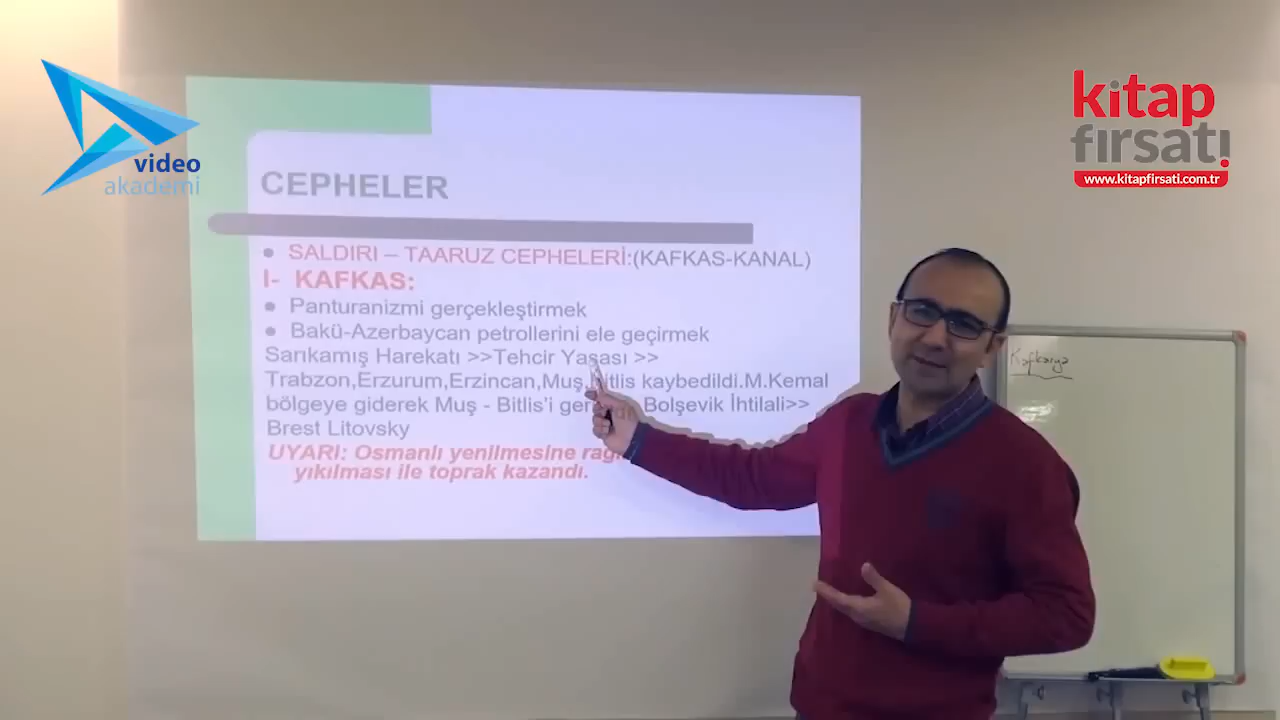 video
akademi
kitap
fırsatı
www.kitapfirsati.com.tr
CEPHELER
SALDIRI – TAARUZ CEPHELERİ:(KAFKAS-KANAL)
I- KAFKAS:
Panturanizmi gerçekleştirmek
Bakü-Azerbaycan petrollerini ele geçirmek
Sarıkamış Harekatı >>Tehcir Yasası >>
Trabzon,Erzurum,Erzincan,Muş,Bitlis kaybedildi.M.Kemal
bölgeye giderek Muş - Bitlis'i Bolşevik İhtilali>>
Brest Litovsky
UYARI: Osmanlı yenilmesine
yıkılması ile toprak kazandı.
Kafkasya